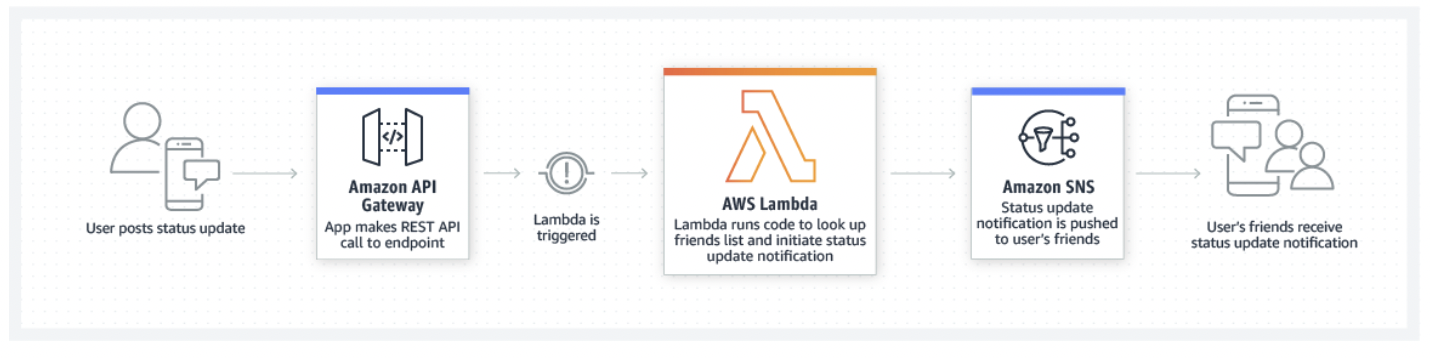 User posts status update
Amazon API
Gateway
App makes REST API
call to endpoint
Lambda is
triggered
AWS Lambda
Lambda runs code to look up
friends list and initiate status
update notification
Amazon SNS
Status update
notification is pushed
to user's friends
User's friends receive
status update notification